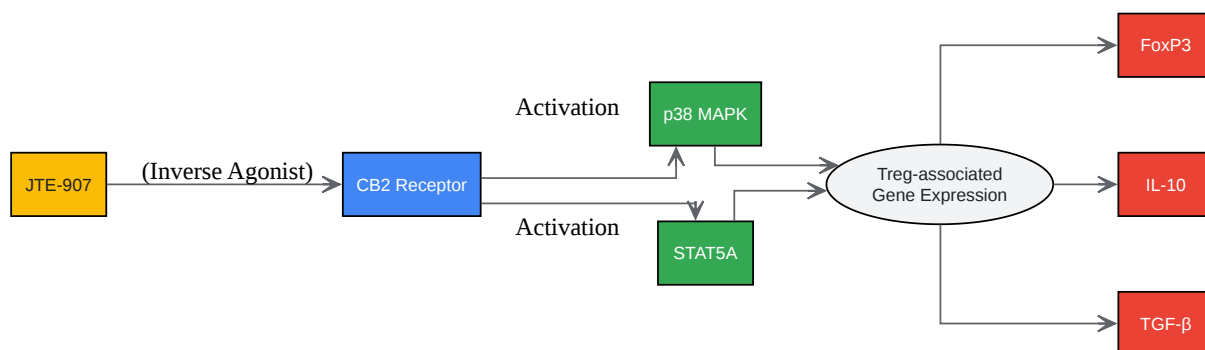 JTE-907
(Inverse Agonist)
CB2 Receptor
Activation
p38 MAPK
Activation
STAT5A
Treg-associated
Gene Expression
FoxP3
IL-10
TGF-β